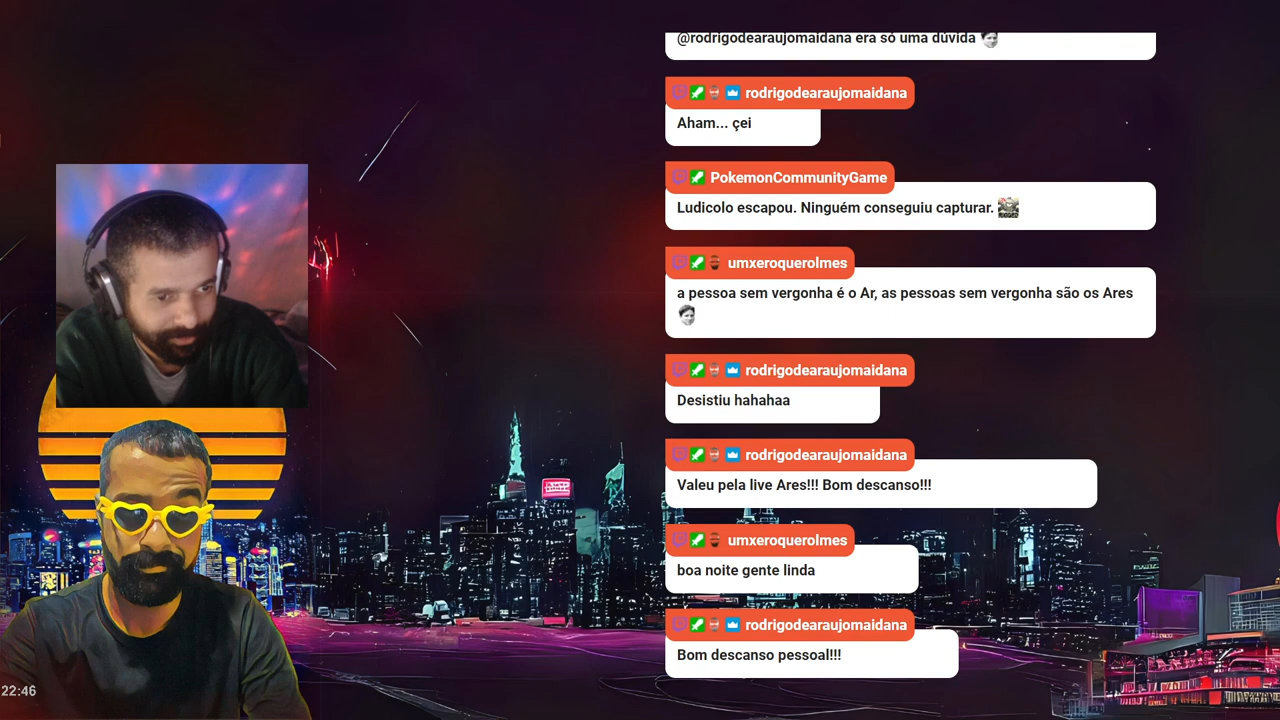 @rodrigodearaujomaidana era só uma dúvida
rodrigodearaujomaidana
Aham... çei
PokemonCommunityGame
Ludicolo escapou. Ninguém conseguiu capturar.
umxeroquerolmes
a pessoa sem vergonha é o Ar, as pessoas sem vergonha são os Ares
rodrigodearaujomaidana
Desistiu hahahaa
rodrigodearaujomaidana
Valeu pela live Ares!!! Bom descanso!!!
umxeroquerolmes
boa noite gente linda
rodrigodearaujomaidana
Bom descanso pessoal!!!
22:46